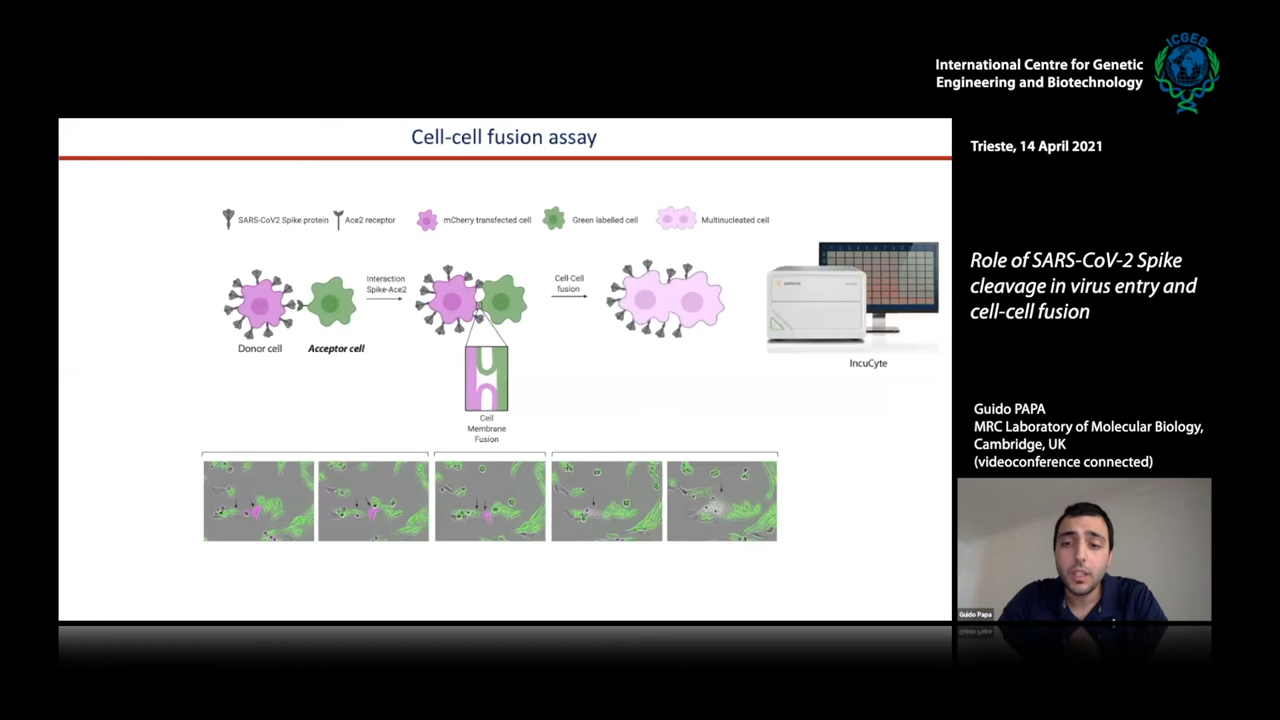 ICGEB
International Centre for Genetic
Engineering and Biotechnology
Trieste, 14 April 2021
Cell-cell fusion assay
SARS-CoV2 Spike protein
Ace2 receptor
mCherry transfected cell
Green labelled cell
Multinucleated cell
Interaction
Spike-Ace2
Cell-Cell
fusion
Donor cell
Acceptor cell
Cell
Membrane
Fusion
IncuCyte
Role of SARS-CoV-2 Spike
cleavage in virus entry and
cell-cell fusion
Guido PAPA
MRC Laboratory of Molecular Biology,
Cambridge, UK
(videoconference connected)
Guido Papa